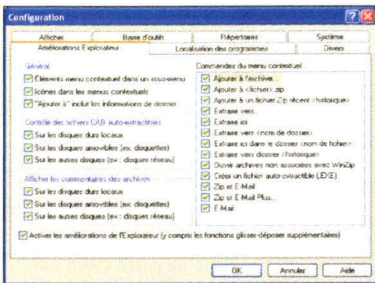 Configuration
Afficher
Barre d'outils
Répertoires
Système
Améliorations Explorateur
Localisation des programmes
Divers
Général
Éléments menu contextuel dans un sous-menu
Icônes dans les menus contextuels
"Ajouter à" inclut les informations de dossier
Contrôle des fichiers CAB auto-extractibles
Sur les disques durs locaux
Sur les disques amovibles (ex. disquettes)
Sur les autres disques (ex : disques réseau)
Afficher les commentaires des archives
Sur les disques durs locaux
Sur les disques amovibles (ex. disquettes)
Sur les autres disques (ex : disques réseau)
Commandes du menu contextuel
Ajouter à l'archive...
Ajouter à <fichier>.zip
Ajouter à un fichier Zip récent <historique>
Extraire vers...
Extraire ici
Extraire vers <nom de dossier>
Extraire ici dans le dossier <nom de fichier>
Extraire vers dossier <historique>
Ouvrir archives non associées avec WinZip
Créer un fichier auto-extractible (.EXE)
Zip et E-Mail
Zip et E-Mail Plus...
E-Mail
Activer les améliorations de l'Explorateur (y compris les fonctions glisser-déposer supplémentaires)
OK
Annuler
Aide